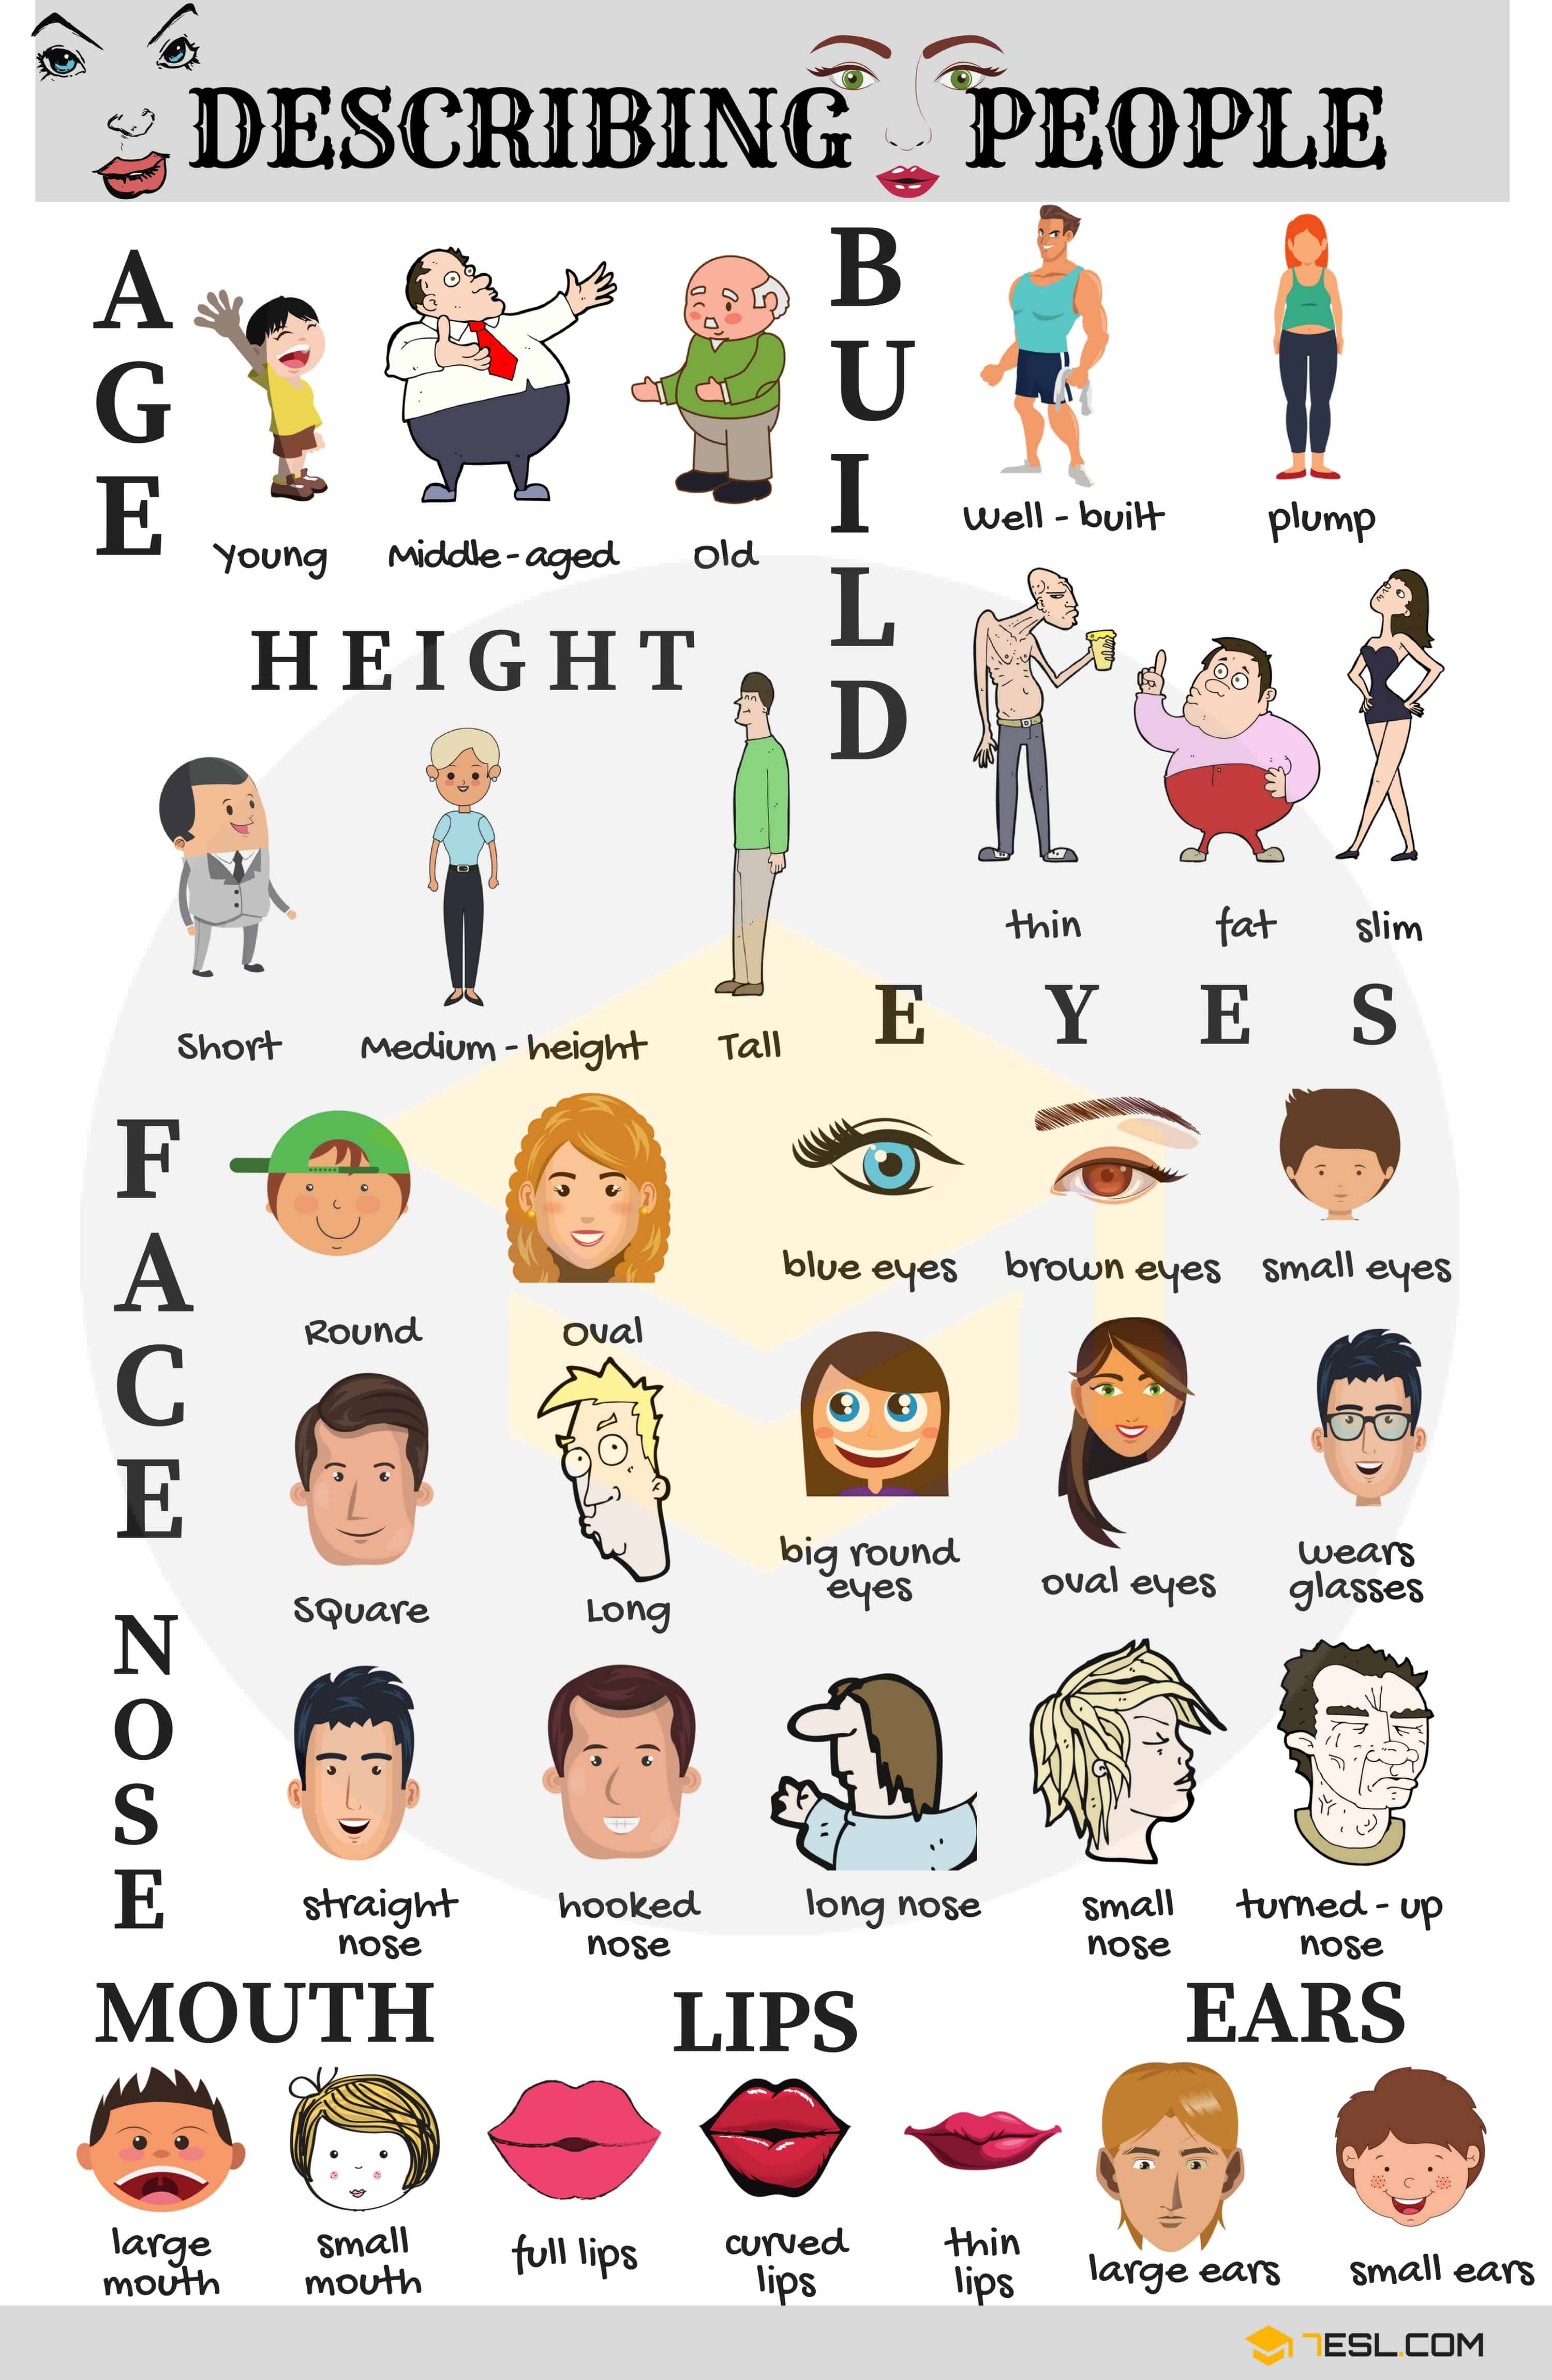 DESCRIBING PEOPLE
AGE
Young
Middle-aged
Old
BUILD
Well - built
plump
thin
fat
slim
HEIGHT
Short
Medium - height
Tall
EYES
blue eyes
brown eyes
small eyes
big round
eyes
oval eyes
wears
glasses
FACE
Round
Oval
SQuare
Long
NOSE
straight
nose
hooked
nose
long nose
small
nose
turned - up
nose
MOUTH
large
mouth
small
mouth
LIPS
full lips
curved
lips
thin
lips
EARS
large ears
small ears
7ESL.COM